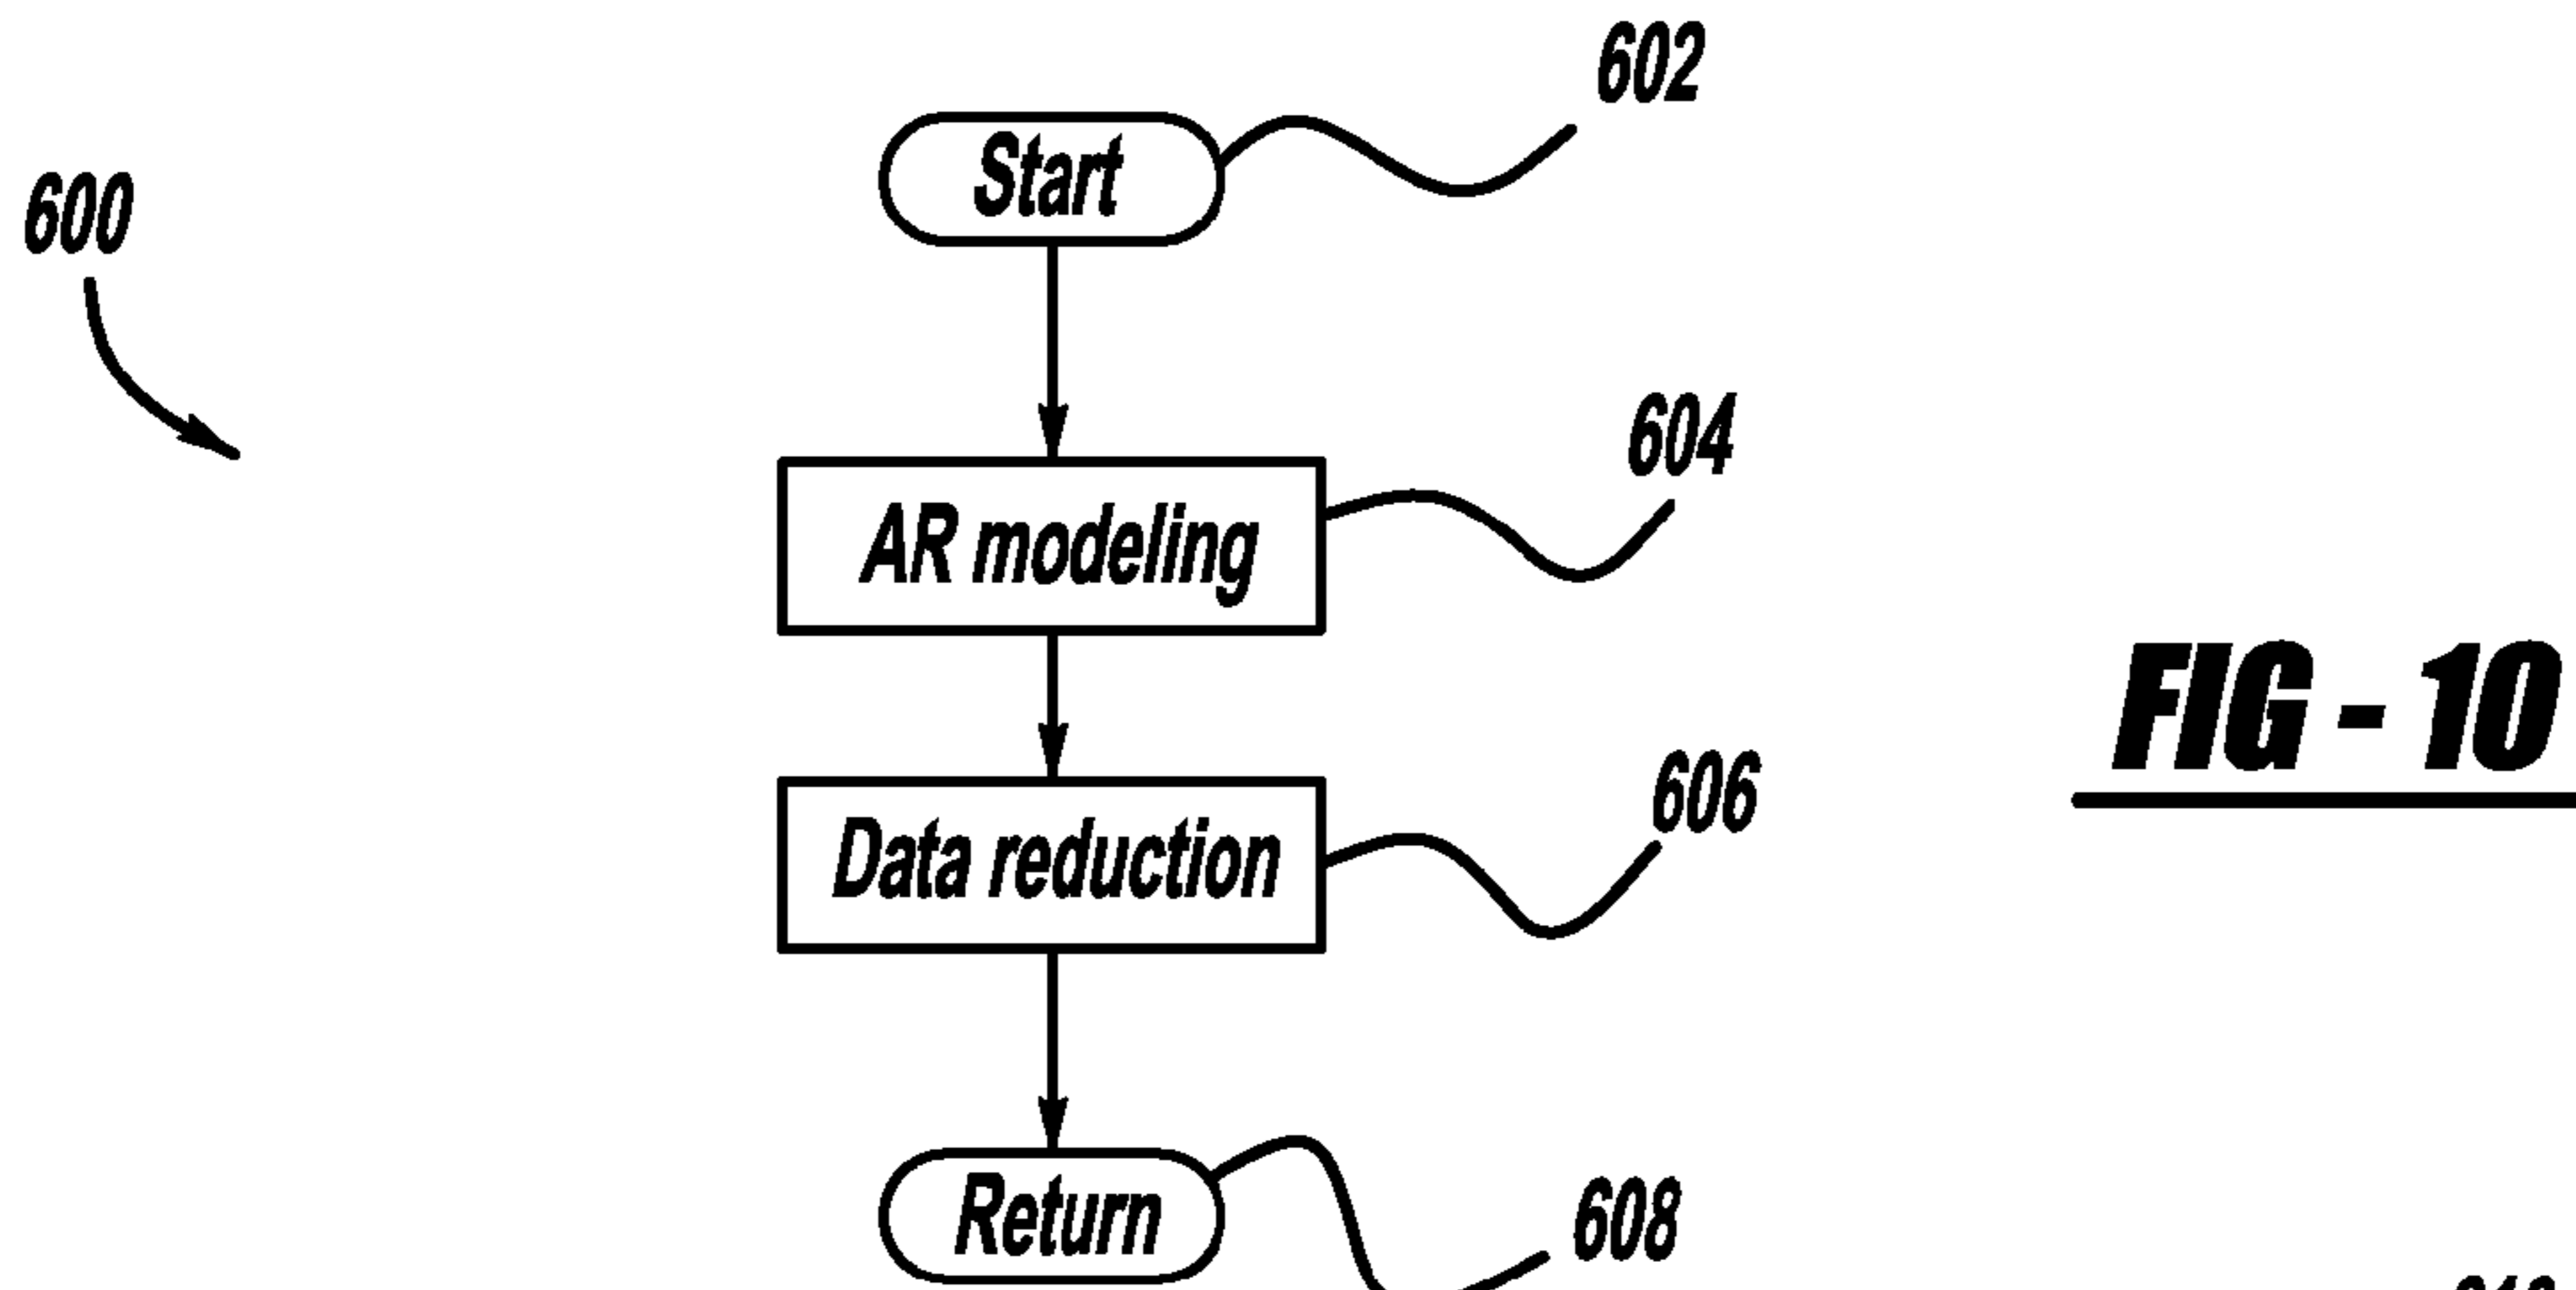 602
Start
600
604
AR modeling
FIG - 10
606
Data reduction
Return
608